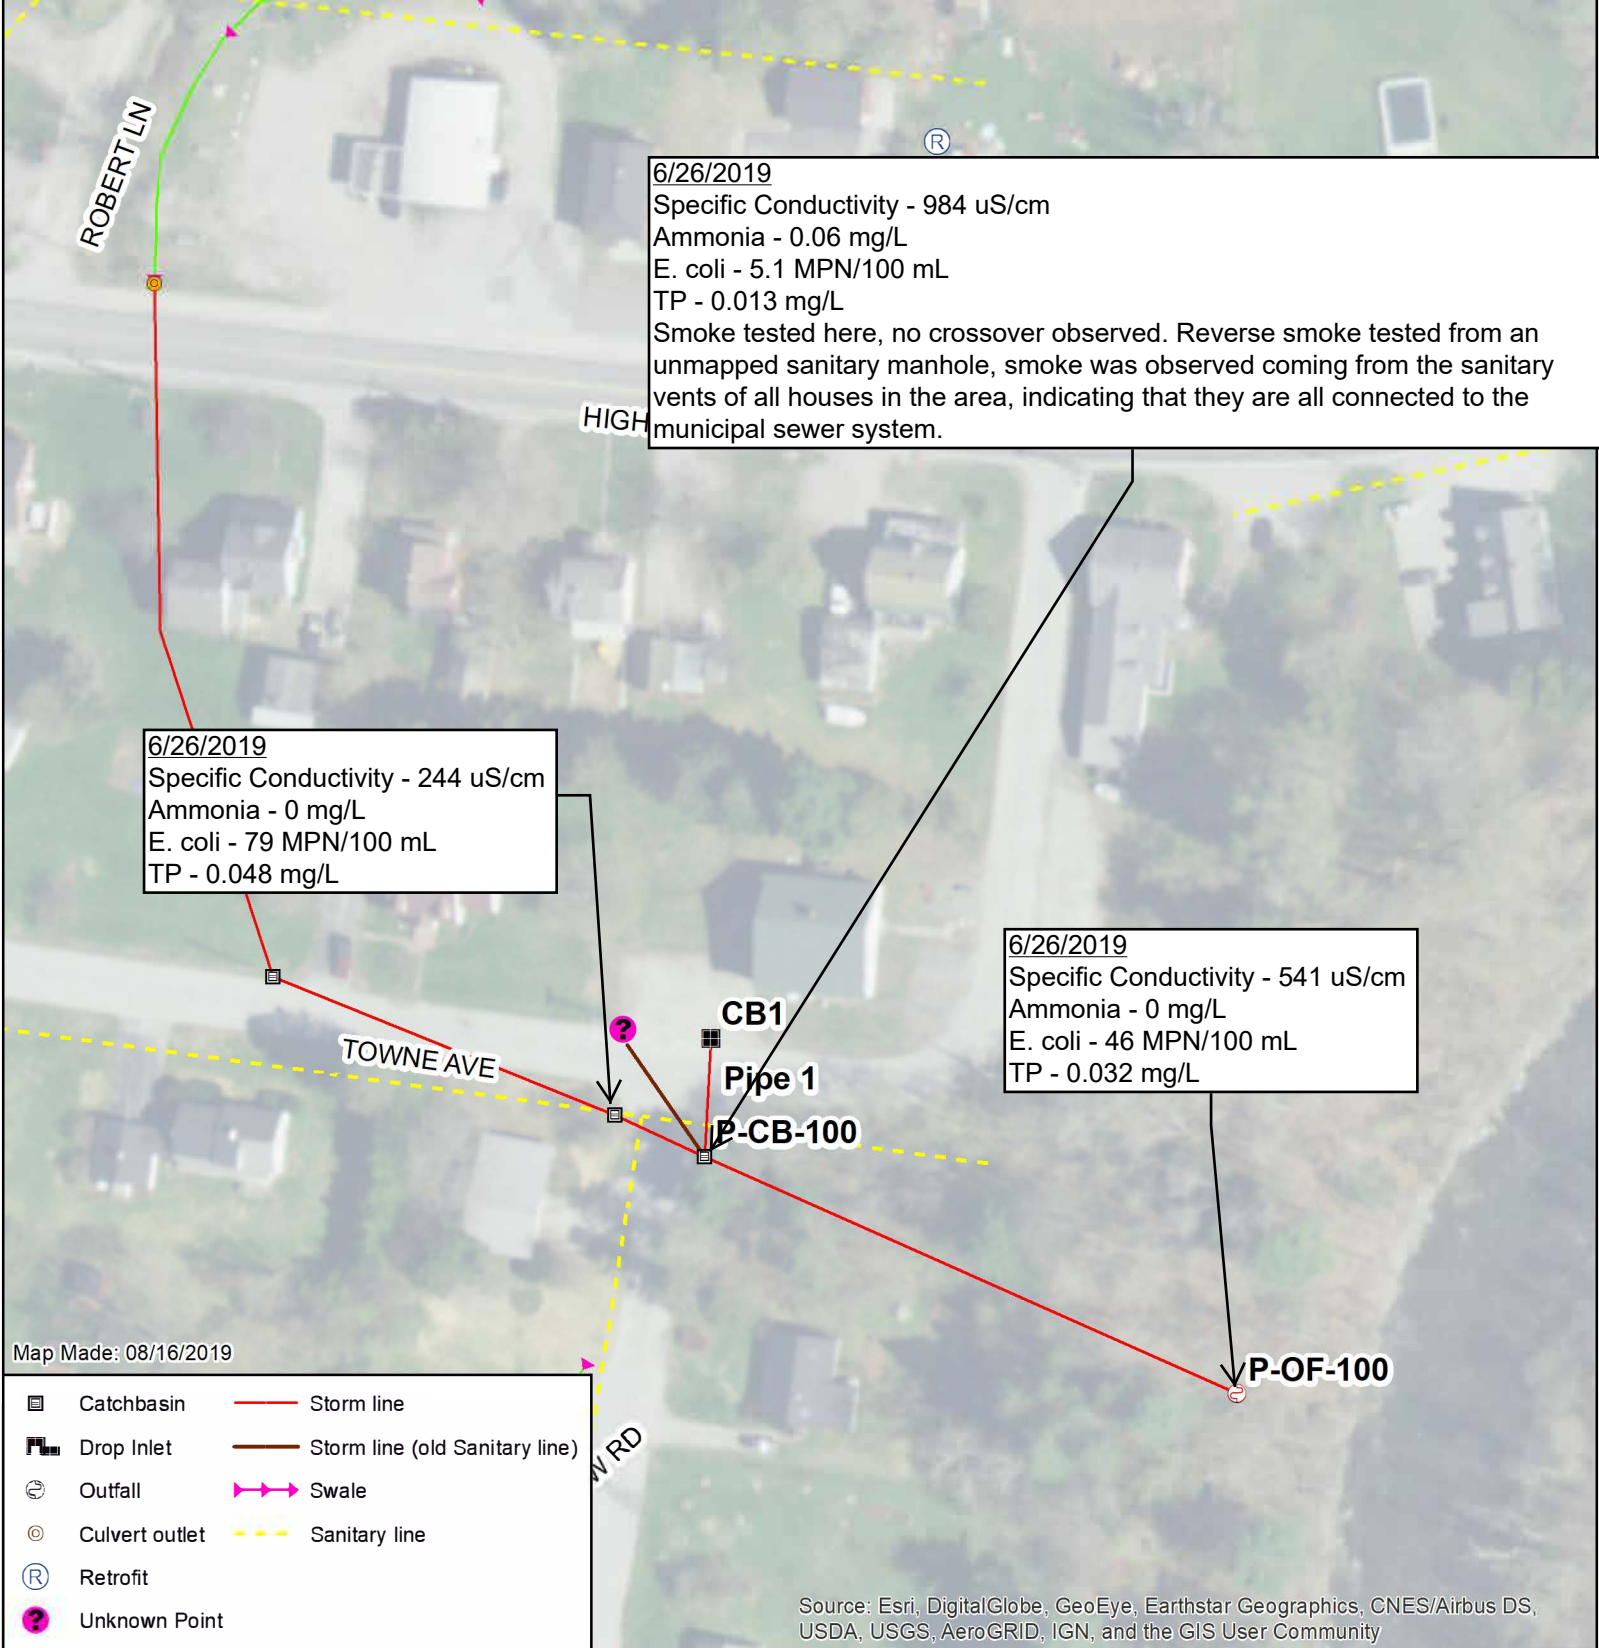 ROBERT LN
R
6/26/2019
Specific Conductivity - 984 uS/cm
Ammonia - 0.06 mg/L
E. coli - 5.1 MPN/100 mL
TP - 0.013 mg/L
Smoke tested here, no crossover observed. Reverse smoke tested from an
unmapped sanitary manhole, smoke was observed coming from the sanitary
vents of all houses in the area, indicating that they are all connected to the
municipal sewer system.
HIGH
6/26/2019
Specific Conductivity - 244 uS/cm
Ammonia - 0 mg/L
E. coli - 79 MPN/100 mL
TP - 0.048 mg/L
6/26/2019
Specific Conductivity - 541 uS/cm
Ammonia - 0 mg/L
E. coli - 46 MPN/100 mL
TP - 0.032 mg/L
CB1
?
TOWNE AVE
Pipe 1
P-CB-100
P-OF-100
Map Made: 08/16/2019
W RD
Catchbasin
Storm line
Drop Inlet
Storm line (old Sanitary line)
Outfall
Swale
Culvert outlet
Sanitary line
R Retrofit
? Unknown Point
Source: Esri, DigitalGlobe, GeoEye, Earthstar Geographics, CNES/Airbus DS,
USDA, USGS, AeroGRID, IGN, and the GIS User Community